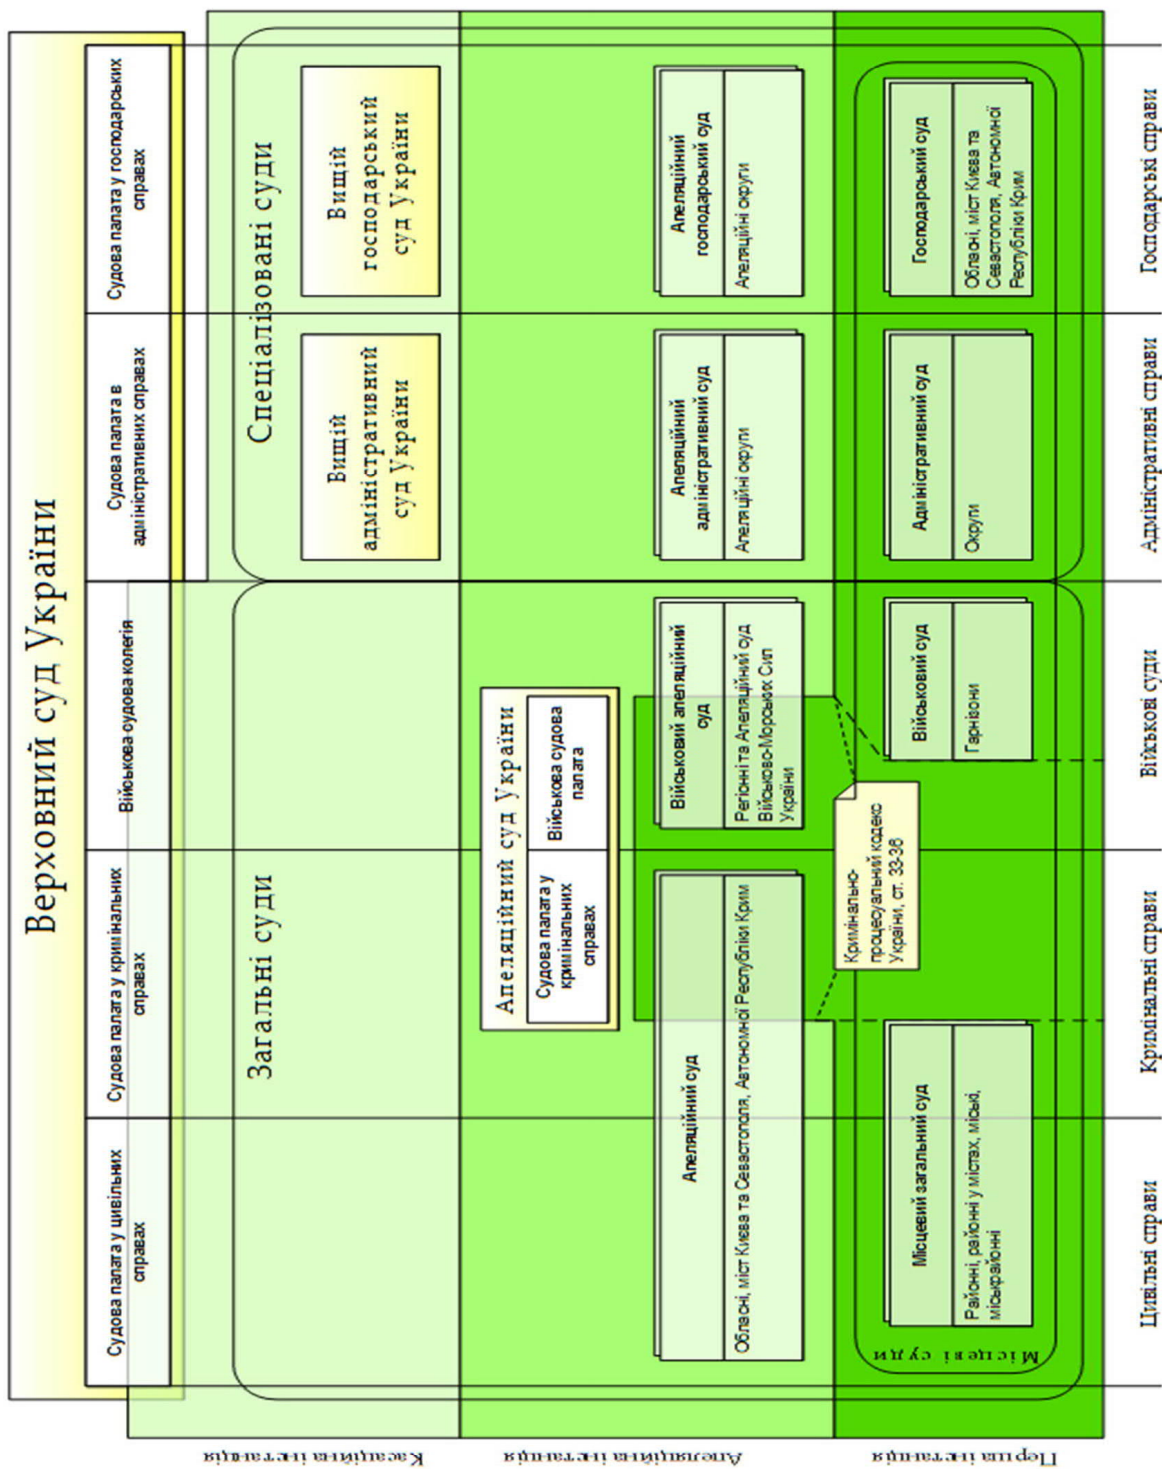 Верховний суд України
Судова палата у цивільних
справах
Судова палата у кримінальних
справах
Військова судова колегія
Судова палата в
адміністративних справах
Судова палата у господарських
справах
Загальні суди
Спеціалізовані суди
Вищій
адміністративний
суд України
Вищій
господарський
суд України
Апеляційний суд України
Судова палата у
кримінальних
справах
Військова судова
палата
Апеляційний суд
Обласні, міст Києва та Севастополя, Автономної Республіки Крим
Військовий апеляційний
суд
Регіонні та Апеляційний суд
Військово-Морських Сил
України
Апеляційний
адміністративний суд
Апеляційні округи
Апеляційний
господарський суд
Апеляційні округи
Кримінально-
процесуальний кодекс
України, ст. 33-36
Місцеві суди
Місцевий загальний суд
Районні, районні у містах, міські,
міськрайонні
Військовий суд
Гарнізони
Адміністративний суд
Округи
Господарський суд
Обласні, міст Києва та
Севастополя, Автономної
Республіки Крим
Касаційна інстанція
Апеляційна інстанція
Перша інстанція
Цивільні справи
Кримінальні справи
Військові суди
Адміністративні справи
Господарські справи